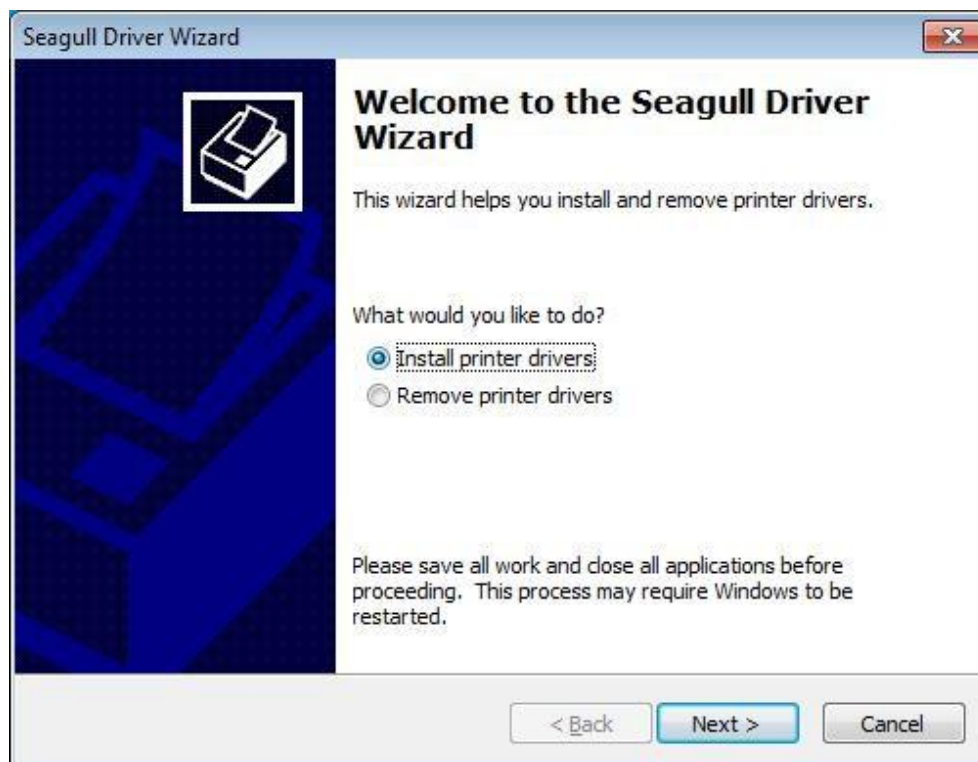 Seagull Driver Wizard
Welcome to the Seagull Driver
Wizard
This wizard helps you install and remove printer drivers.
What would you like to do?
Install printer drivers
Remove printer drivers
Please save all work and close all applications before
proceeding. This process may require Windows to be
restarted.
< Back Next > Cancel